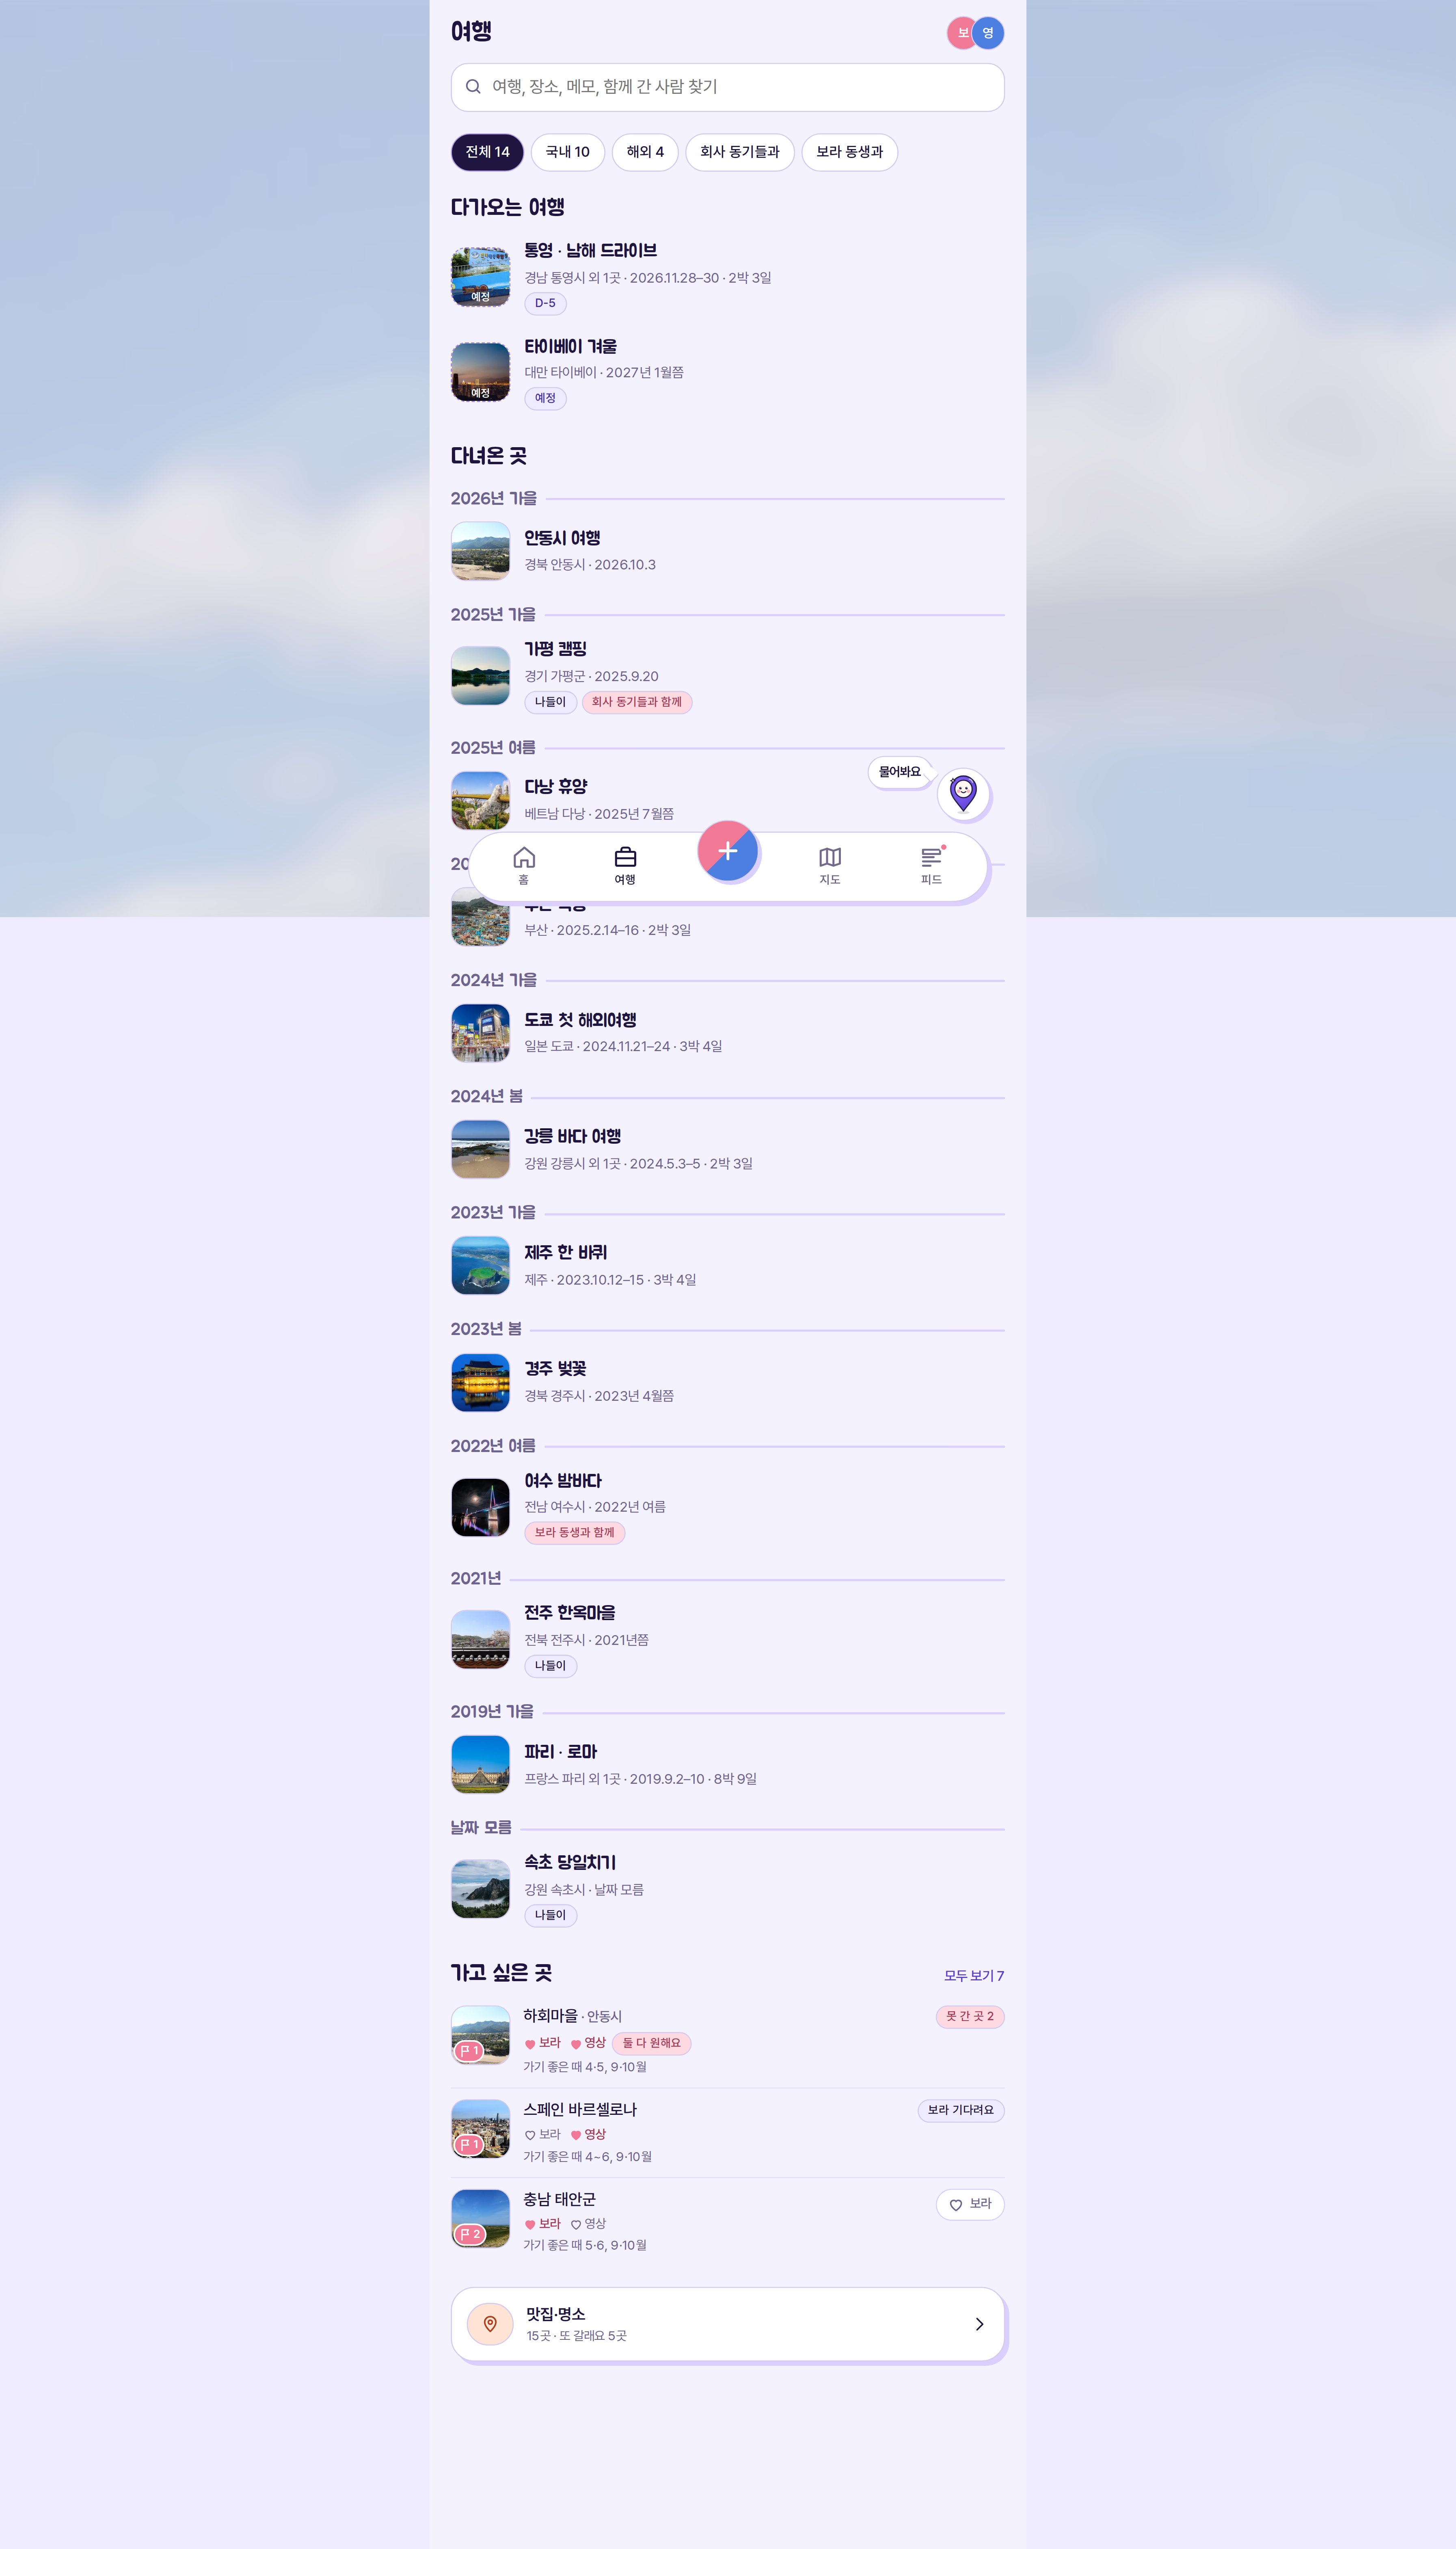 여행
보 영
여행, 장소, 메모, 함께 간 사람 찾기
전체 14 국내 10 해외 4 회사 동기들과 보라 동생과
다가오는 여행
통영 · 남해 드라이브
경남 통영시 외 1곳 · 2026.11.28–30 · 2박 3일
예정
D-5
타이베이 겨울
대만 타이베이 · 2027년 1월쯤
예정
예정
다녀온 곳
2026년 가을
안동시 여행
경북 안동시 · 2026.10.3
2025년 가을
가평 캠핑
경기 가평군 · 2025.9.20
나들이 회사 동기들과 함께
2025년 여름
물어봐요
다낭 휴양
베트남 다낭 · 2025년 7월쯤
홈 여행 지도 피드
부산 · 2025.2.14–16 · 2박 3일
2024년 가을
도쿄 첫 해외여행
일본 도쿄 · 2024.11.21–24 · 3박 4일
2024년 봄
강릉 바다 여행
강원 강릉시 외 1곳 · 2024.5.3–5 · 2박 3일
2023년 가을
제주 한 바퀴
제주 · 2023.10.12–15 · 3박 4일
2023년 봄
경주 벚꽃
경북 경주시 · 2023년 4월쯤
2022년 여름
여수 밤바다
전남 여수시 · 2022년 여름
보라 동생과 함께
2021년
전주 한옥마을
전북 전주시 · 2021년쯤
나들이
2019년 가을
파리 · 로마
프랑스 파리 외 1곳 · 2019.9.2–10 · 8박 9일
날짜 모름
속초 당일치기
강원 속초시 · 날짜 모름
나들이
가고 싶은 곳 모두 보기 7
하회마을 · 안동시 못 간 곳 2
1 보라 영상 둘 다 원해요
가기 좋은 때 4·5, 9·10월
스페인 바르셀로나 보라 기다려요
1 보라 영상
가기 좋은 때 4~6, 9·10월
충남 태안군 보라
2 보라 영상
가기 좋은 때 5·6, 9·10월
맛집·명소
15곳 · 또 갈래요 5곳